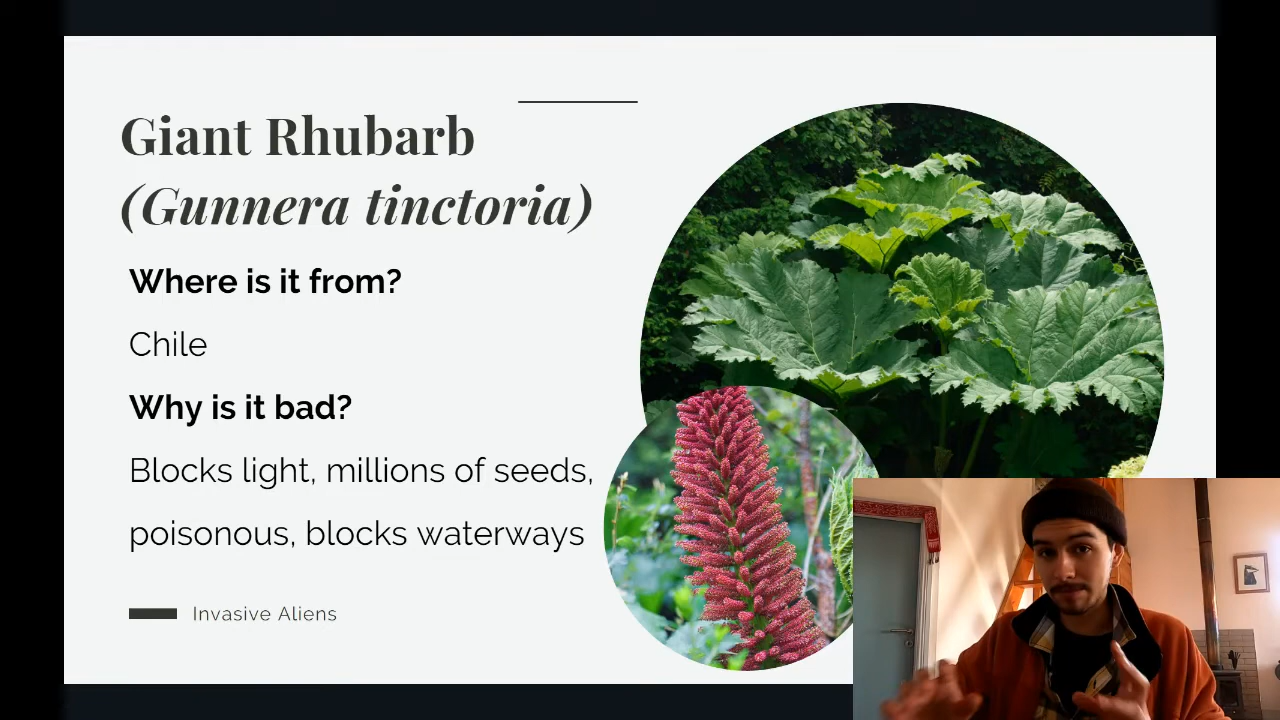 Giant Rhubarb
(Gunnera tinctoria)
Where is it from?
Chile
Why is it bad?
Blocks light, millions of seeds,
poisonous, blocks waterways
Invasive Aliens